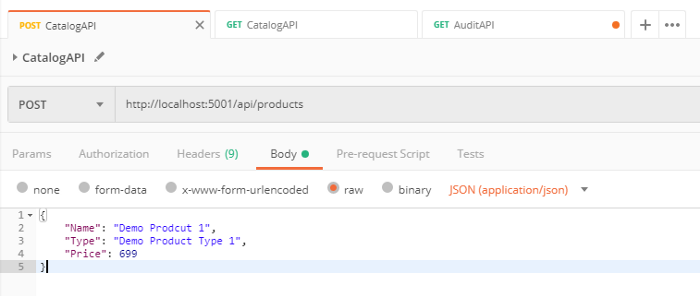 POST CatalogAPI GET CatalogAPI GET AuditAPI
CatalogAPI
POST http://localhost:5001/api/products
Params Authorization Headers (9) Body Pre-request Script Tests
none form-data x-www-form-urlencoded raw binary JSON (application/json)
1 {
2 "Name": "Demo Prodcut 1",
3 "Type": "Demo Product Type 1",
4 "Price": 699
5 }